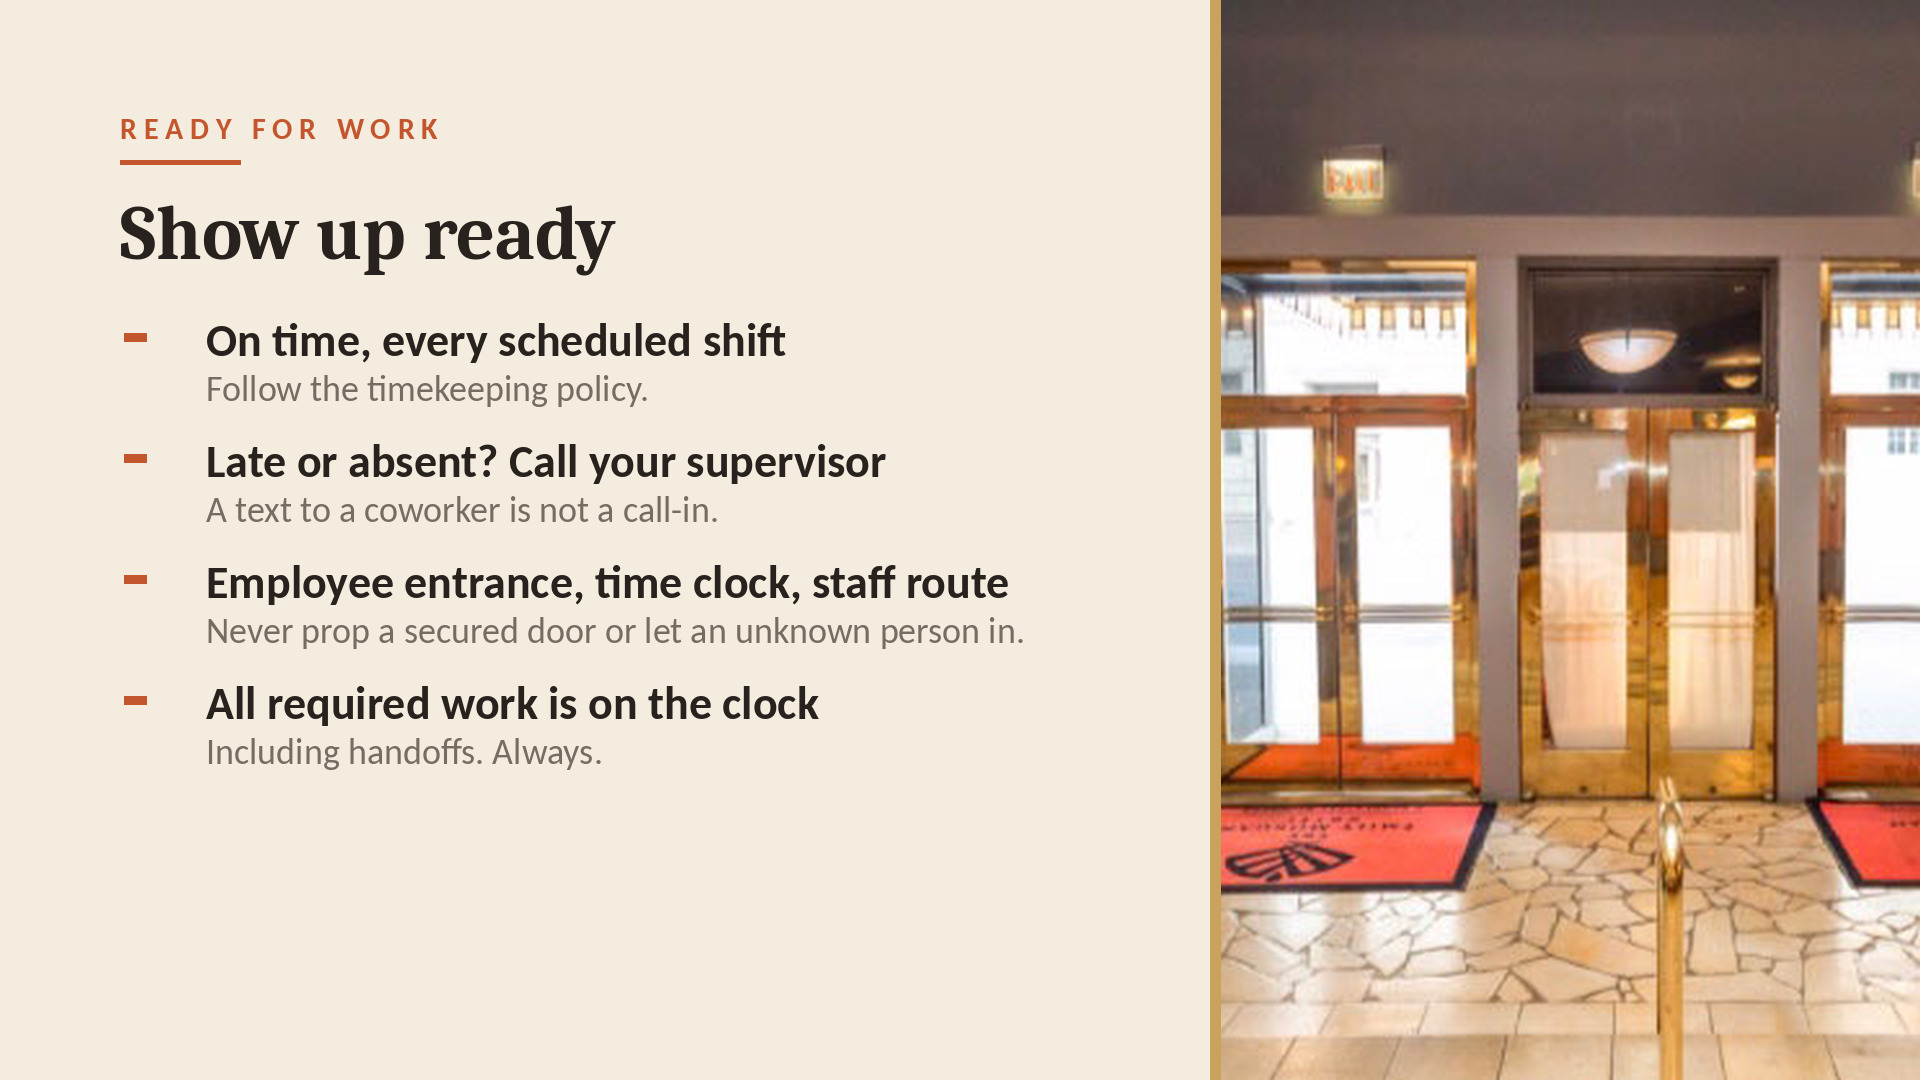 READY FOR WORK
Show up ready
On time, every scheduled shift
Follow the timekeeping policy.
Late or absent? Call your supervisor
A text to a coworker is not a call-in.
Employee entrance, time clock, staff route
Never prop a secured door or let an unknown person in.
All required work is on the clock
Including handoffs. Always.
EXIT